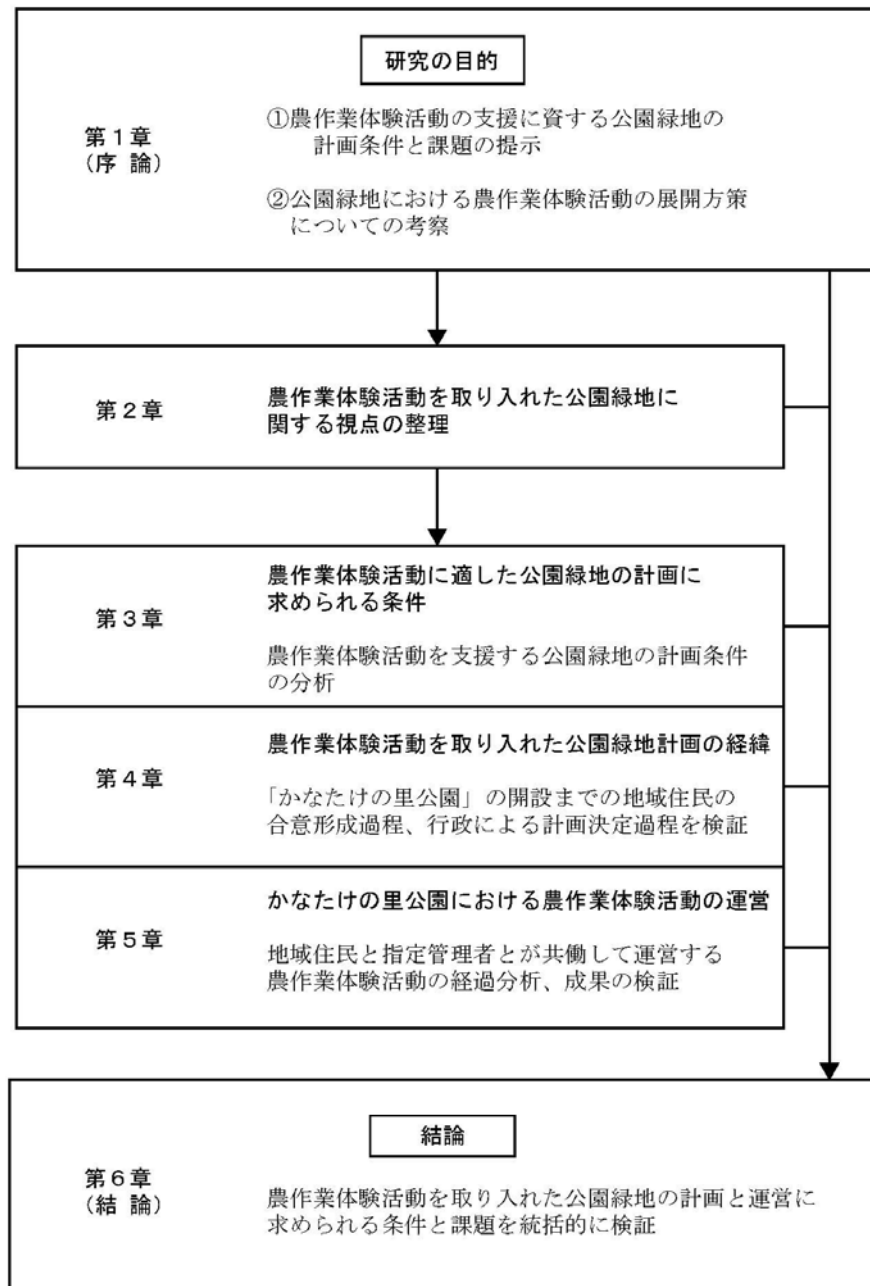 研究の目的
第１章
（序 論）
①農作業体験活動の支援に資する公園緑地の
計画条件と課題の提示
②公園緑地における農作業体験活動の展開方策
についての考察
第２章
農作業体験活動を取り入れた公園緑地に
関する視点の整理
第３章
農作業体験活動に適した公園緑地の計画に
求められる条件
農作業体験活動を支援する公園緑地の計画条件
の分析
第４章
農作業体験活動を取り入れた公園緑地計画の経緯
「かなたけの里公園」の開設までの地域住民の
合意形成過程、行政による計画決定過程を検証
第５章
かなたけの里公園における農作業体験活動の運営
地域住民と指定管理者とが共働して運営する
農作業体験活動の経過分析、成果の検証
結論
第６章
（結 論）
農作業体験活動を取り入れた公園緑地の計画と運営に
求められる条件と課題を統括的に検証